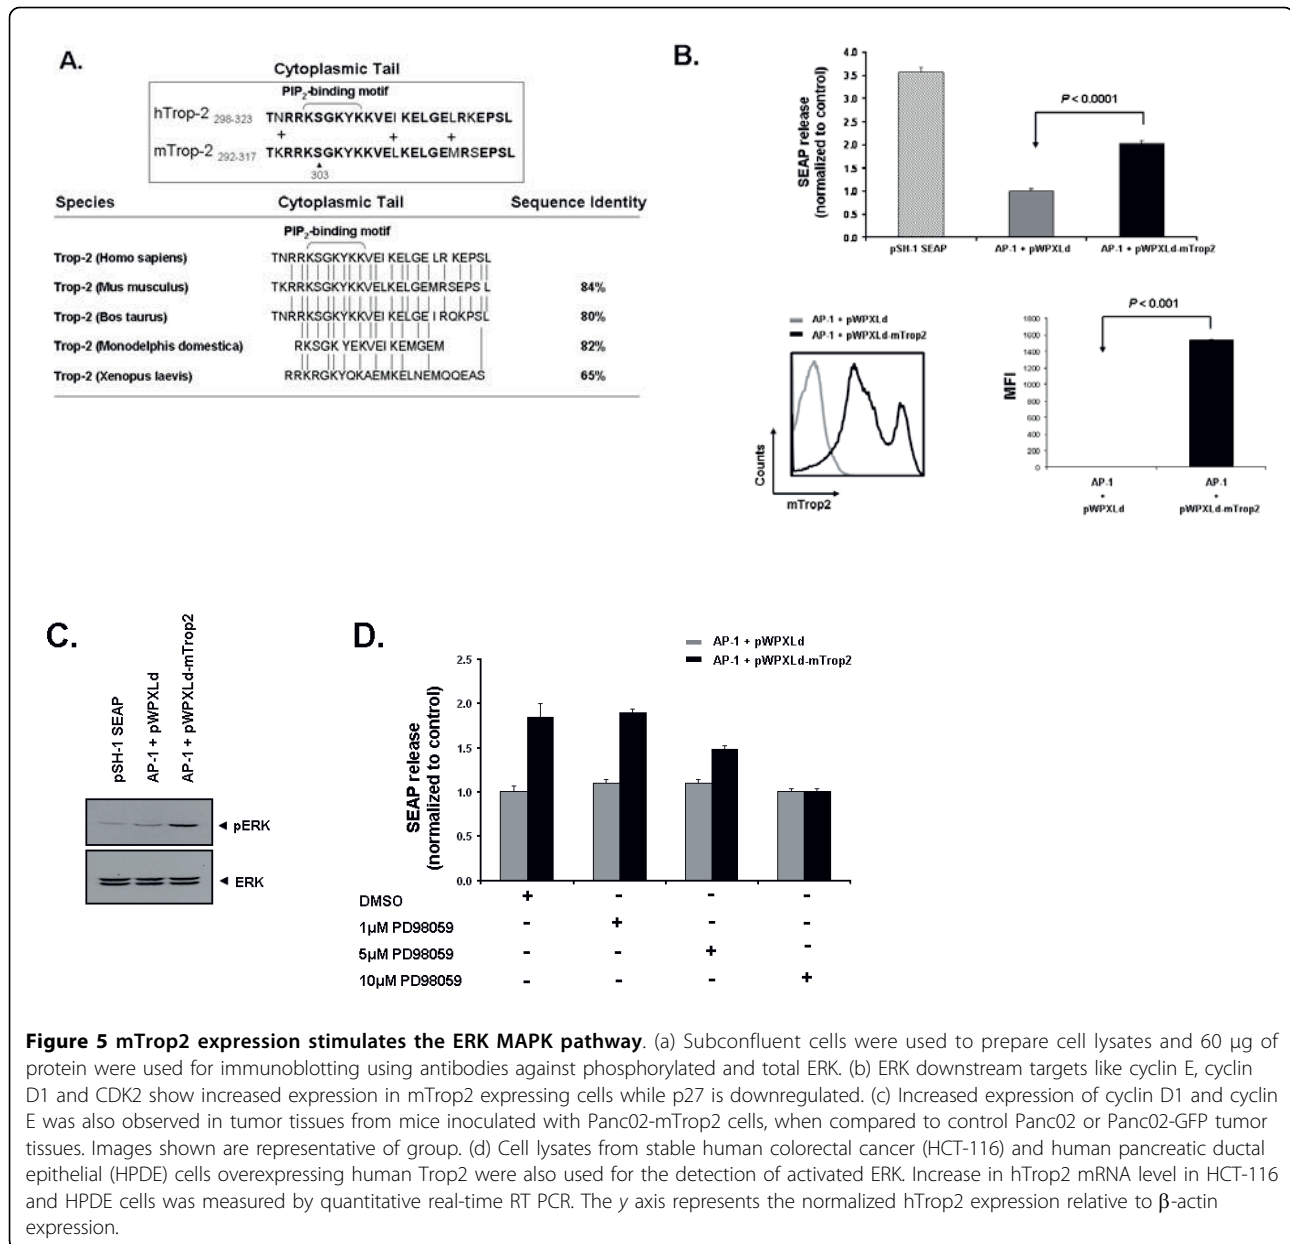 A.
Cytoplasmic Tail
PIP2-binding motif
hTrop-2 298-323 TNRRKSGKYKKVEI KELGELRKEPSL
+ + +
mTrop-2 292-317 TKRRKSGKYKKVELKELGEMRSEPSL
303
Species Cytoplasmic Tail Sequence Identity
PIP2-binding motif
Trop-2 (Homo sapiens) TNRRKSGKYKKVEI KELGE LR KEPSL
Trop-2 (Mus musculus) TKRRKSGKYKKVELKELGEMRSEPS L 84%
Trop-2 (Bos taurus) TNRRKSGKYKKVEI KELGE I RQKPSL 80%
Trop-2 (Monodelphis domestica) RKSGK YEKVEIKEMGEM 82%
Trop-2 (Xenopus laevis) RRKRGKYQKAEMKELNEMQQEAS 65%
B.
SEAP release
(normalized to control)
4.0
3.5
3.0
2.5
2.0
1.5
1.0
0.5
0.0
P < 0.0001
pSH-1 SEAP AP-1 + pWPXLd AP-1 + pWPXLd-mTrop2
AP-1 + pWPXLd
AP-1 + pWPXLd-mTrop2
Counts
mTrop2
P < 0.001
MFI
1800
1600
1400
1200
1000
800
600
400
200
0
AP-1 AP-1
+ +
pWPXLd pWPXLd-mTrop2
C.
pSH-1 SEAP
AP-1 + pWPXLd
AP-1 + pWPXLd-mTrop2
pERK
ERK
D.
AP-1 + pWPXLd
AP-1 + pWPXLd-mTrop2
SEAP release
(normalized to control)
2.5
2.0
1.5
1.0
0.5
0.0
DMSO + - - -
1µM PD98059 - + - -
5µM PD98059 - - + -
10µM PD98059 - - - +
Figure 5 mTrop2 expression stimulates the ERK MAPK pathway. (a) Subconfluent cells were used to prepare cell lysates and 60 µg of
protein were used for immunoblotting using antibodies against phosphorylated and total ERK. (b) ERK downstream targets like cyclin E, cyclin
D1 and CDK2 show increased expression in mTrop2 expressing cells while p27 is downregulated. (c) Increased expression of cyclin D1 and cyclin
E was also observed in tumor tissues from mice inoculated with Panc02-mTrop2 cells, when compared to control Panc02 or Panc02-GFP tumor
tissues. Images shown are representative of group. (d) Cell lysates from stable human colorectal cancer (HCT-116) and human pancreatic ductal
epithelial (HPDE) cells overexpressing human Trop2 were also used for the detection of activated ERK. Increase in hTrop2 mRNA level in HCT-116
and HPDE cells was measured by quantitative real-time RT PCR. The y axis represents the normalized hTrop2 expression relative to β-actin
expression.